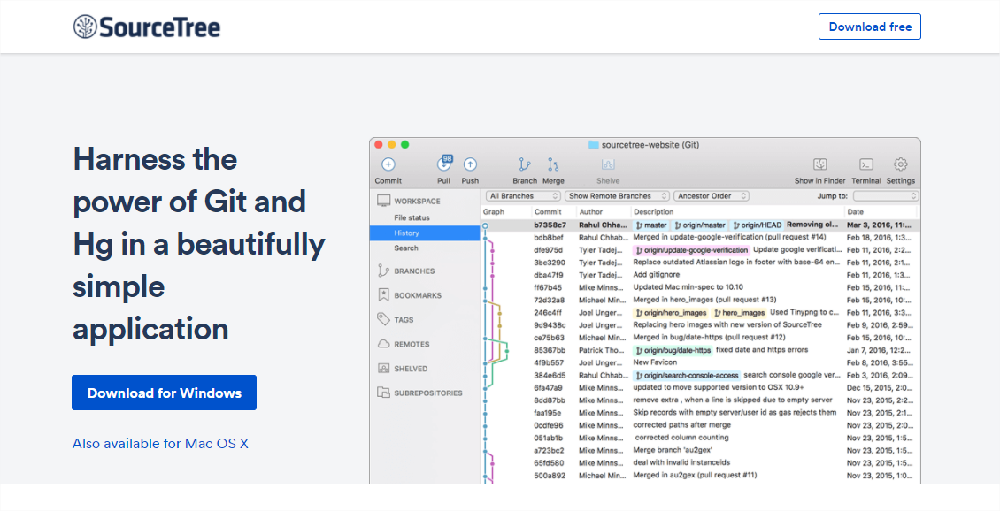 SourceTree
Download free
Harness the
power of Git and
Hg in a beautifully
simple
application
Download for Windows
Also available for Mac OS X
sourcetree-website (Git)
98
Commit Pull Push Branch Merge Shelve Show in Finder Terminal Settings
All Branches Show Remote Branches Ancestor Order Jump to:
WORKSPACE
File status
History
Search
BRANCHES
BOOKMARKS
TAGS
REMOTES
SHELVED
SUBREPOSITORIES
Graph Commit Author Description Date
b7358c7 Rahul Chha... master origin/master origin/HEAD Removing ol... Mar 3, 2016, 11:...
bdb8bef Rahul Chhab... Merged in update-google-verification (pull request #14) Feb 18, 2016, 1:3...
dfe975d Tyler Tadej... origin/update-google-verification Update google verificati... Feb 11, 2016, 2:2...
3bc3290 Tyler Tadej... Replace outdated Atlassian logo in footer with base-64 en... Feb 11, 2016, 2:1...
dba47f9 Tyler Tadej... Add gitignore Feb 11, 2016, 1:3...
ff67b45 Mike Minns... Updated Mac min-spec to 10.10 Feb 15, 2016, 11:...
72d32a8 Michael Min... Merged in hero_images (pull request #13) Feb 15, 2016, 10:...
246c4ff Joel Unger... origin/hero_images hero_images Used Tinypng to c... Feb 11, 2016, 3:3...
9d9438c Joel Unger... Replacing hero images with new version of SourceTree Feb 9, 2016, 2:59...
ce75b63 Michael Min... Merged in bug/date-https (pull request #12) Feb 15, 2016, 10:...
85367bb Patrick Tho... origin/bug/date-https fixed date and https errors Jan 7, 2016, 12:2...
4f9b557 Joel Unger... New Favicon Feb 8, 2016, 3:55...
384e6d5 Rahul Chhab... origin/search-console-access search console google ver... Feb 3, 2016, 2:09...
6fa47a9 Mike Minns... updated to move supported version to OSX 10.9+ Dec 15, 2015, 2:0...
8dd87bb Mike Minns... remove extra , when a line is skipped due to empty server Nov 23, 2015, 2:2...
faa195e Mike Minns... Skip records with empty server/user id as gas rejects them Nov 23, 2015, 2:1...
0cdfe96 Mike Minns... corrected paths after merge Nov 23, 2015, 2:0...
051ab1b Mike Minns... corrected column counting Nov 23, 2015, 1:5...
a723bc2 Mike Minns... Merge branch 'au2gex' Nov 23, 2015, 1:5...
65fd580 Mike Minns... deal with invalid instanceids Nov 23, 2015, 1:5...
500a892 Michael Min... Merged in au2gex (pull request #11) Nov 23, 2015, 1:0...